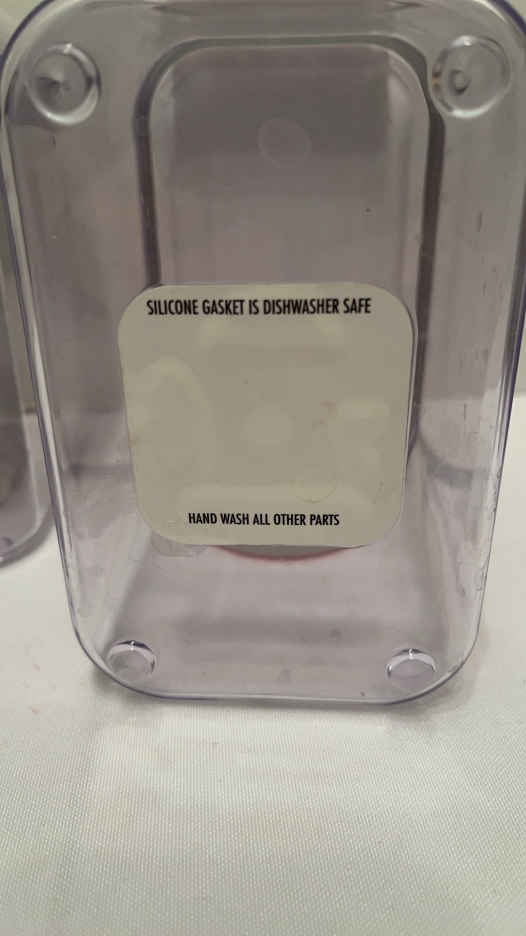 SILICONE GASKET IS DISHWASHER SAFE
HAND WASH ALL OTHER PARTS